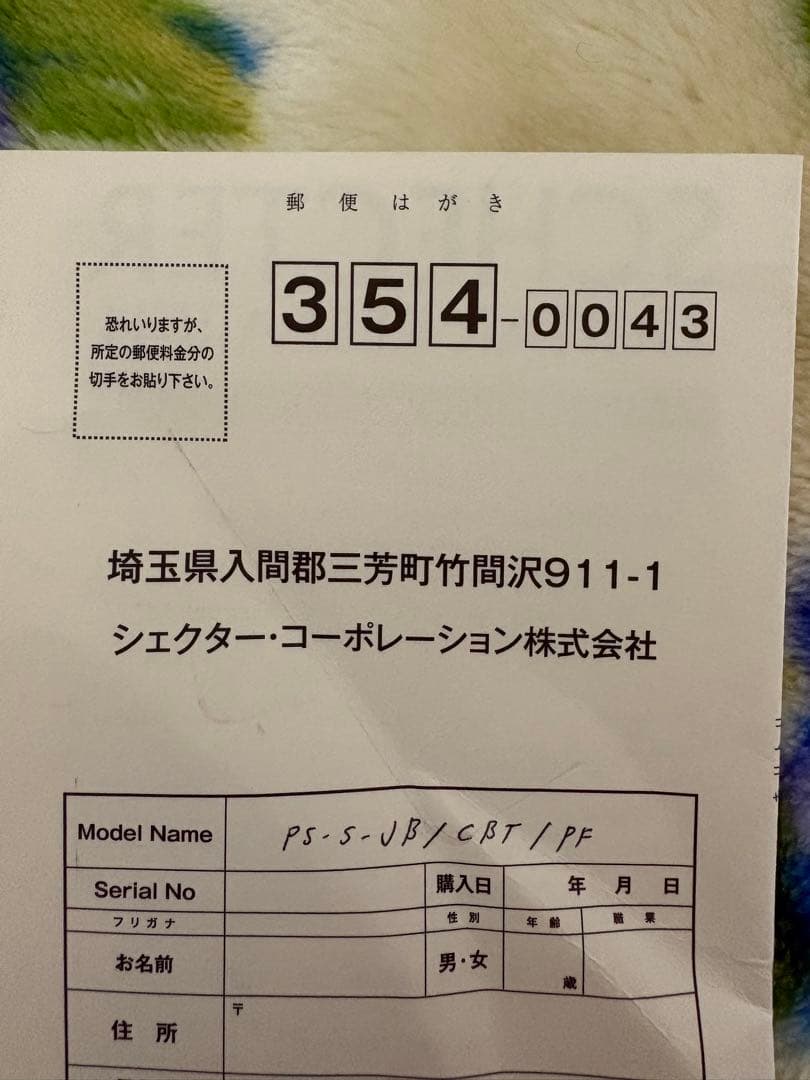 郵便はがき
恐れいりますが、
所定の郵便料金分の
切手をお貼り下さい。
354-0043
埼玉県入間郡三芳町竹間沢911-1
シェクター・コーポレーション株式会社
Model Name PS-S-JB/CBT/PF
Serial No 購入日 年 月 日
フリガナ 性別 年齢 職業
お名前 男・女 歳
住所 〒